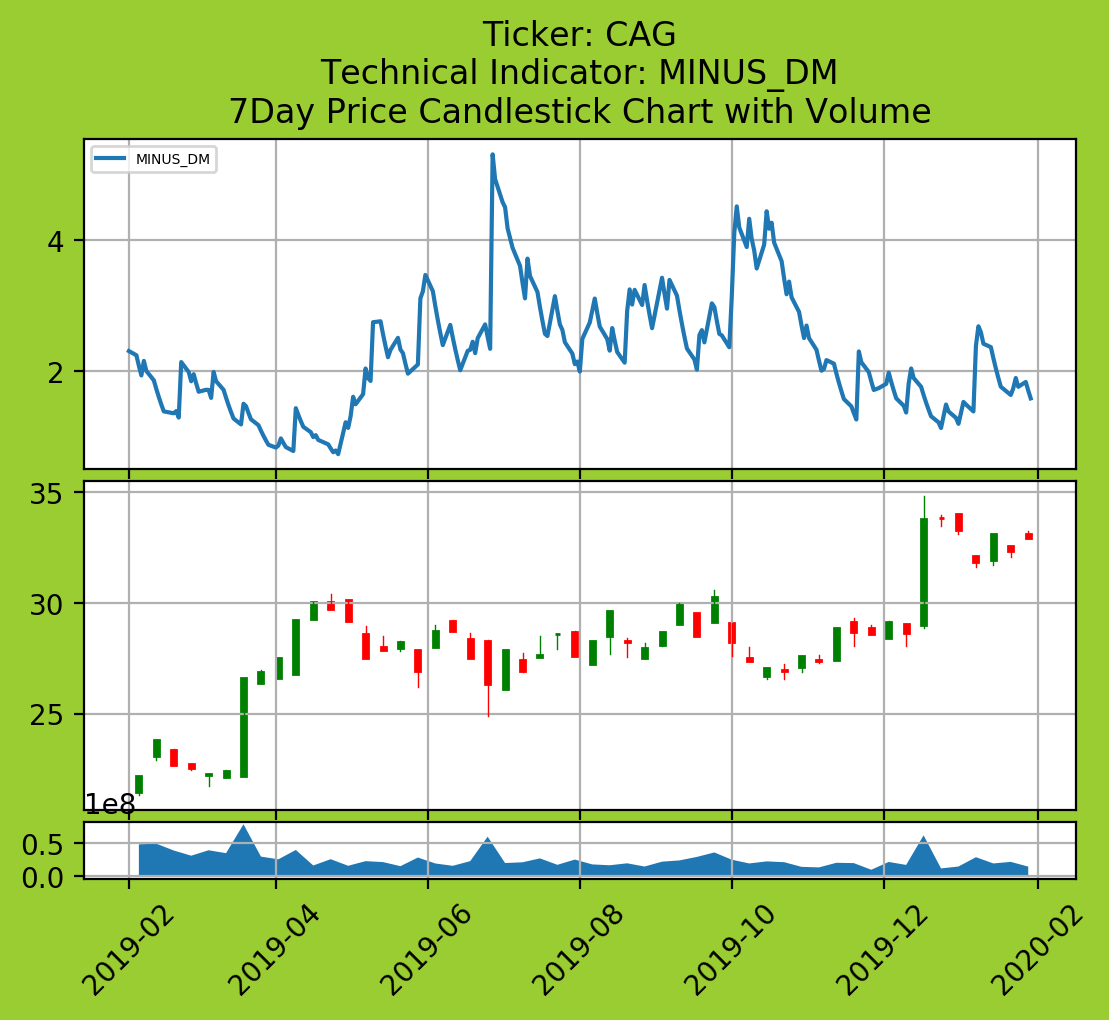 Ticker: CAG
Technical Indicator: MINUS_DM
7Day Price Candlestick Chart with Volume
MINUS_DM
4
2
35
30
25
1e8
0.5
0.0
2019-02
2019-04
2019-06
2019-08
2019-10
2019-12
2020-02